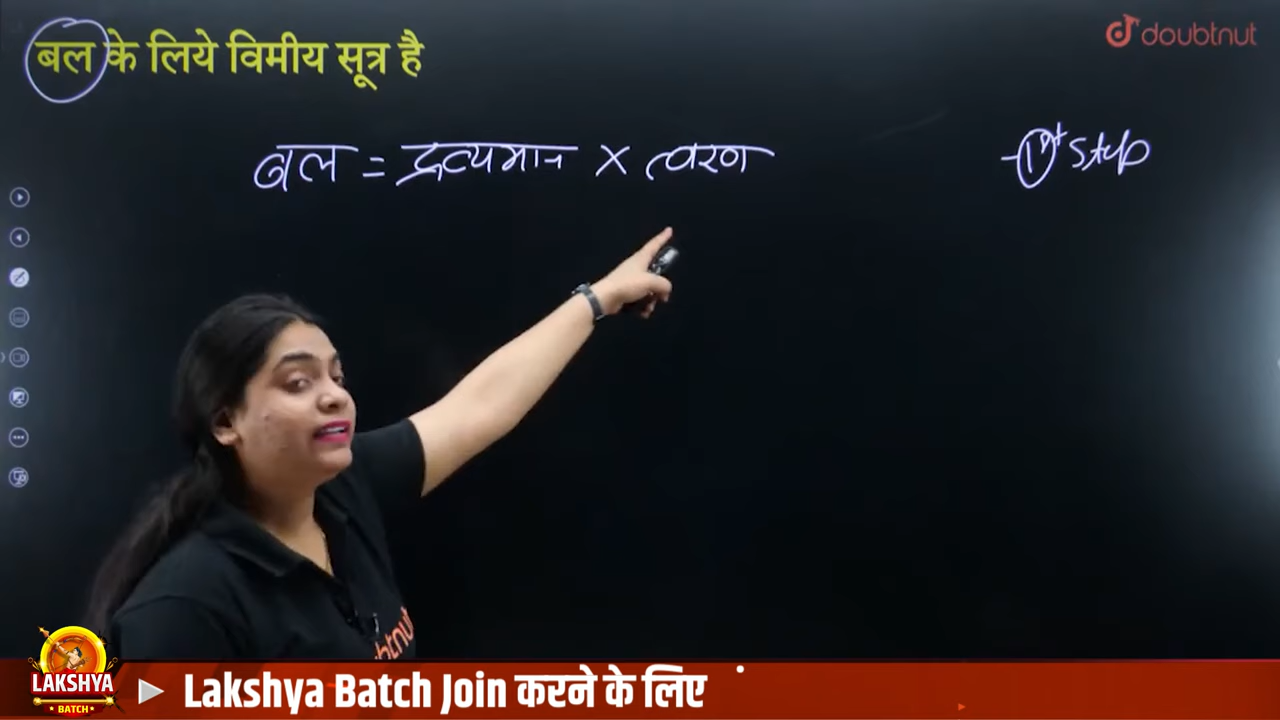 बल के लिये विमीय सूत्र है
doubtnut
बल = द्रव्यमान × त्वरण
1st Step
LAKSHYA
BATCH
Lakshya Batch Join करने के लिए